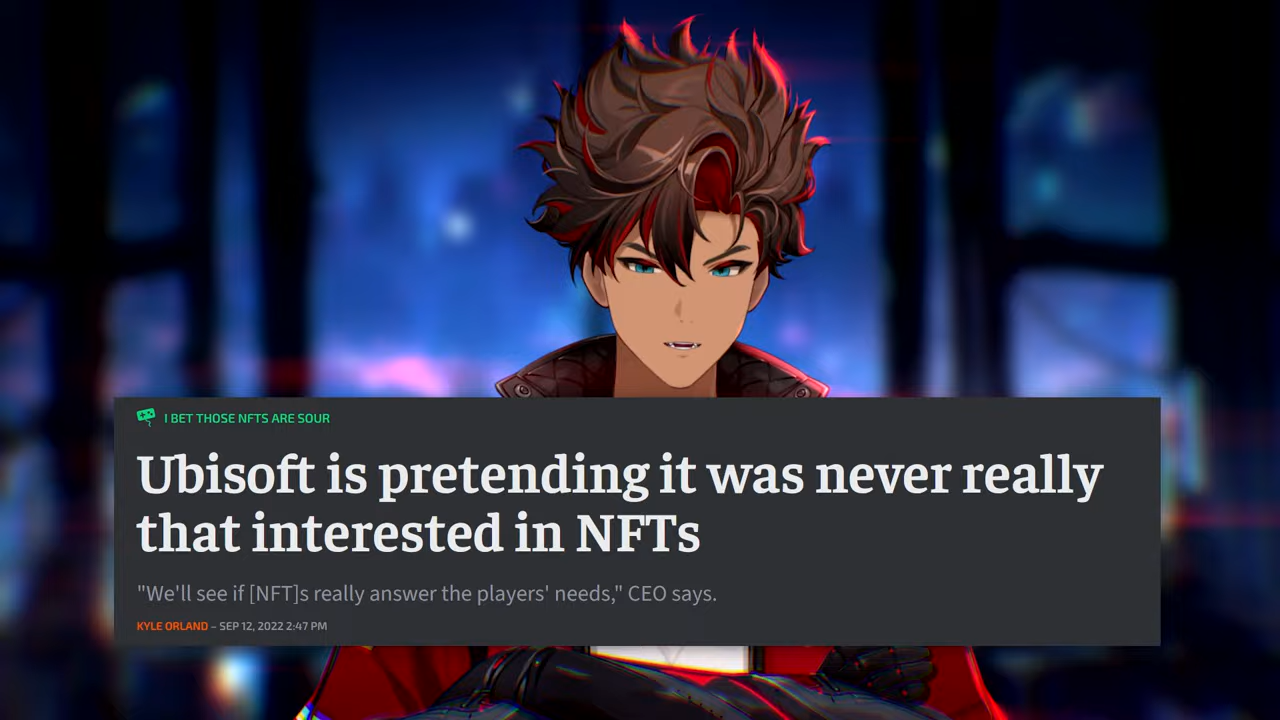 I BET THOSE NFTS ARE SOUR
Ubisoft is pretending it was never really
that interested in NFTs
"We'll see if [NFT]s really answer the players' needs," CEO says.
KYLE ORLAND – SEP 12, 2022 2:47 PM